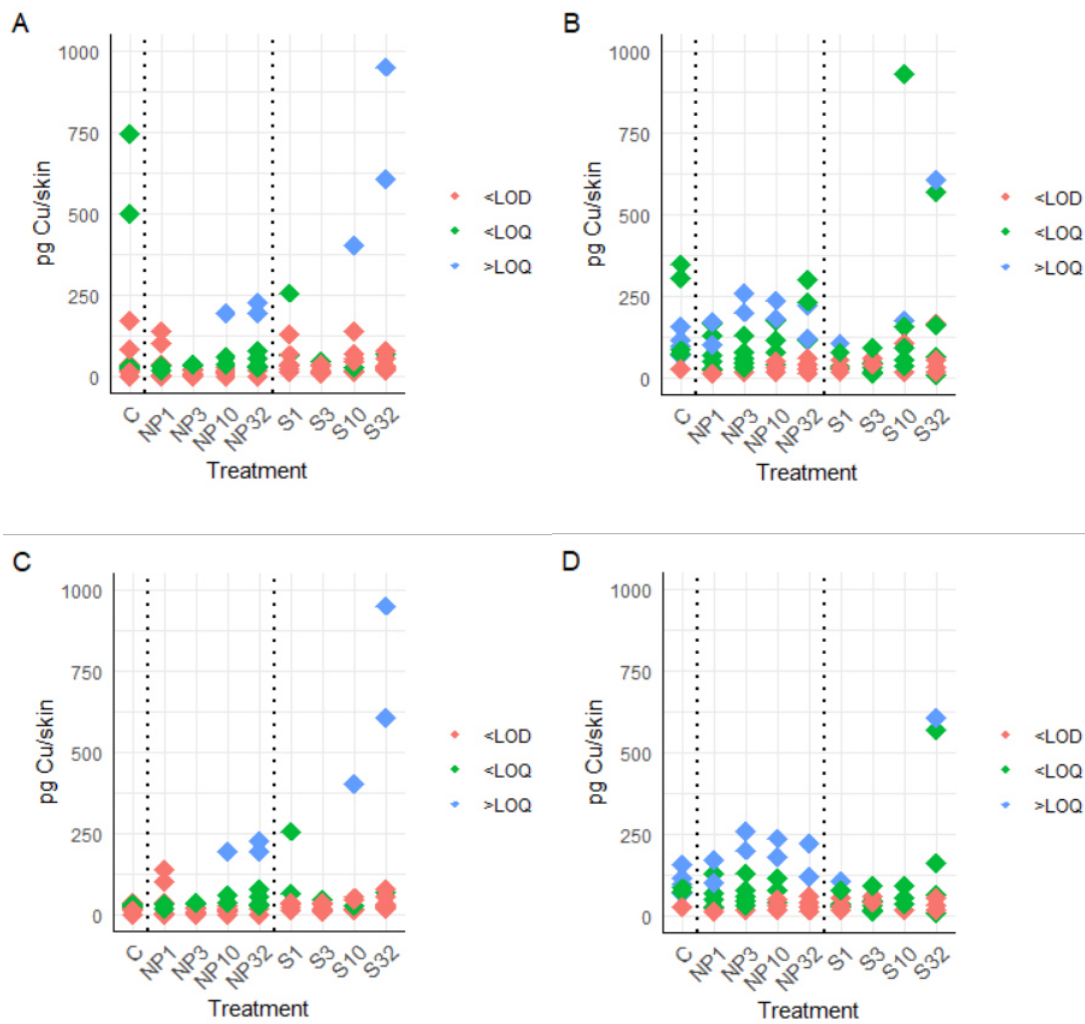 A
pg Cu/skin
1000
750
500
250
0
C NP1 NP3 NP10 NP32 S1 S3 S10 S32
Treatment
<LOD
<LOQ
>LOQ
B
pg Cu/skin
1000
750
500
250
0
C NP1 NP3 NP10 NP32 S1 S3 S10 S32
Treatment
<LOD
<LOQ
>LOQ
C
pg Cu/skin
1000
750
500
250
0
C NP1 NP3 NP10 NP32 S1 S3 S10 S32
Treatment
<LOD
<LOQ
>LOQ
D
pg Cu/skin
1000
750
500
250
0
C NP1 NP3 NP10 NP32 S1 S3 S10 S32
Treatment
<LOD
<LOQ
>LOQ